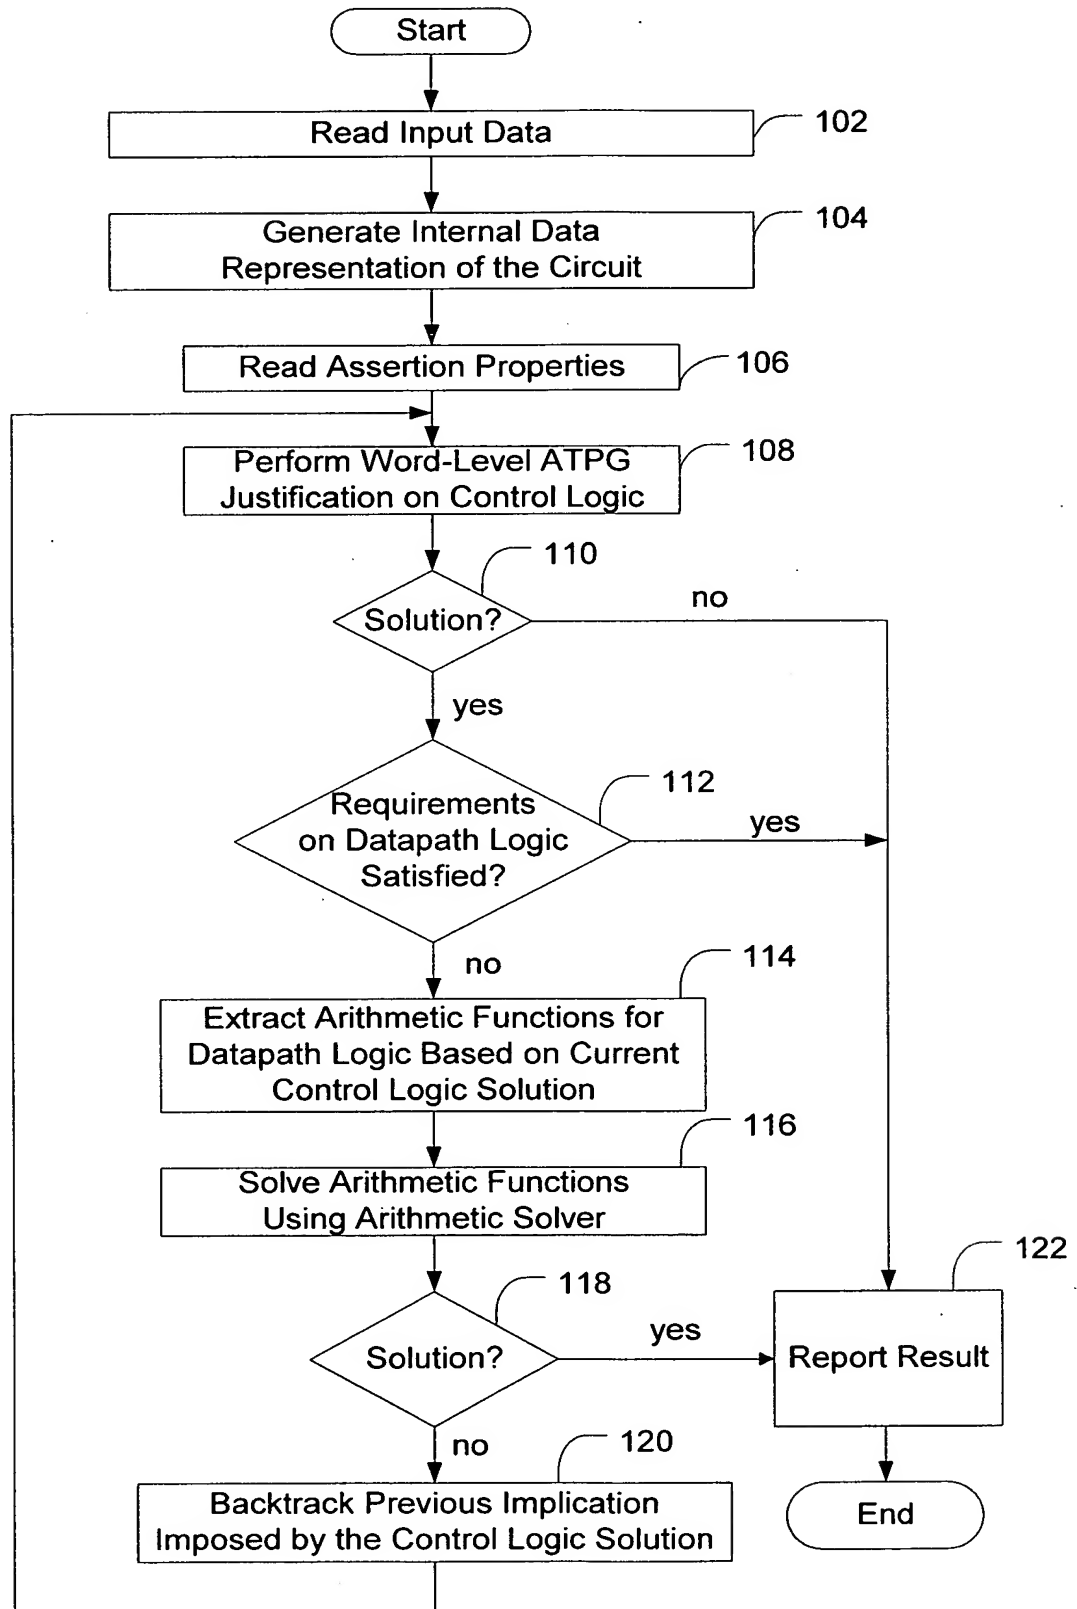 Start
Read Input Data
102
Generate Internal Data
Representation of the Circuit
104
Read Assertion Properties
106
Perform Word-Level ATPG
Justification on Control Logic
108
110
Solution?
no
yes
Requirements
on Datapath Logic
Satisfied?
112
yes
no
114
Extract Arithmetic Functions for
Datapath Logic Based on Current
Control Logic Solution
116
Solve Arithmetic Functions
Using Arithmetic Solver
118
Solution?
yes
122
Report Result
no
120
Backtrack Previous Implication
Imposed by the Control Logic Solution
End